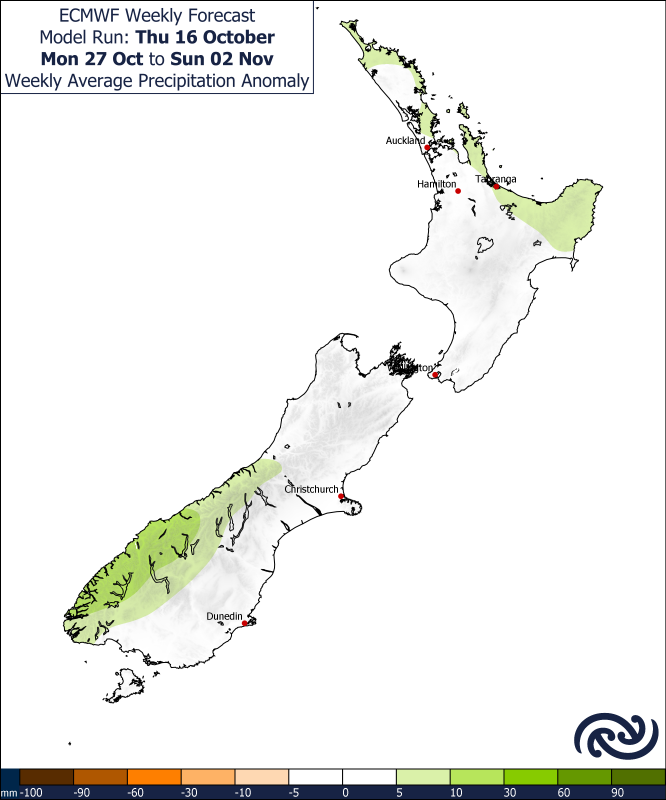 ECMWF Weekly Forecast
Model Run: Thu 16 October
Mon 27 Oct to Sun 02 Nov
Weekly Average Precipitation Anomaly
Auckland
Tauranga
Hamilton
Wellington
Christchurch
Dunedin
mm -100 -90 -60 -30 -10 -5 0 5 10 30 60 90